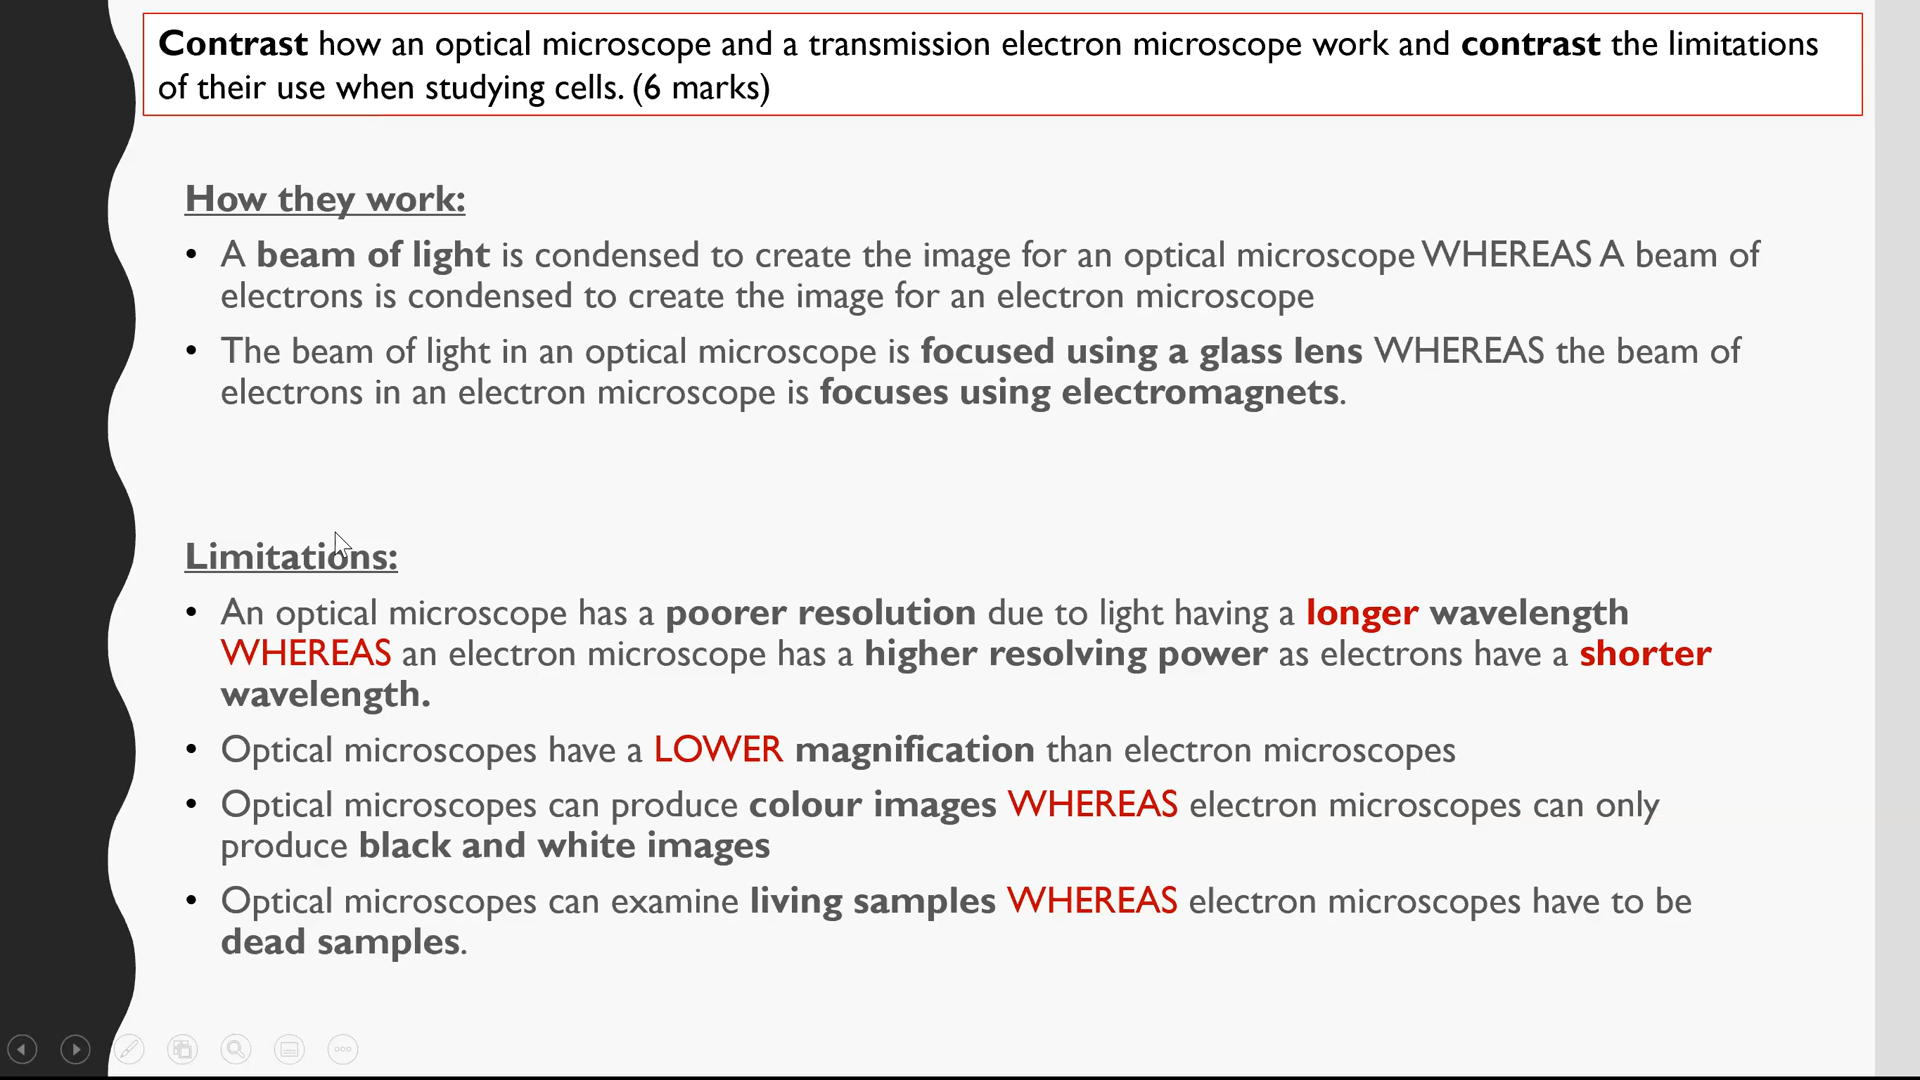 Contrast how an optical microscope and a transmission electron microscope work and contrast the limitations
of their use when studying cells. (6 marks)
How they work:
• A beam of light is condensed to create the image for an optical microscope WHEREAS A beam of
electrons is condensed to create the image for an electron microscope
• The beam of light in an optical microscope is focused using a glass lens WHEREAS the beam of
electrons in an electron microscope is focuses using electromagnets.
Limitations:
• An optical microscope has a poorer resolution due to light having a longer wavelength
WHEREAS an electron microscope has a higher resolving power as electrons have a shorter
wavelength.
• Optical microscopes have a LOWER magnification than electron microscopes
• Optical microscopes can produce colour images WHEREAS electron microscopes can only
produce black and white images
• Optical microscopes can examine living samples WHEREAS electron microscopes have to be
dead samples.